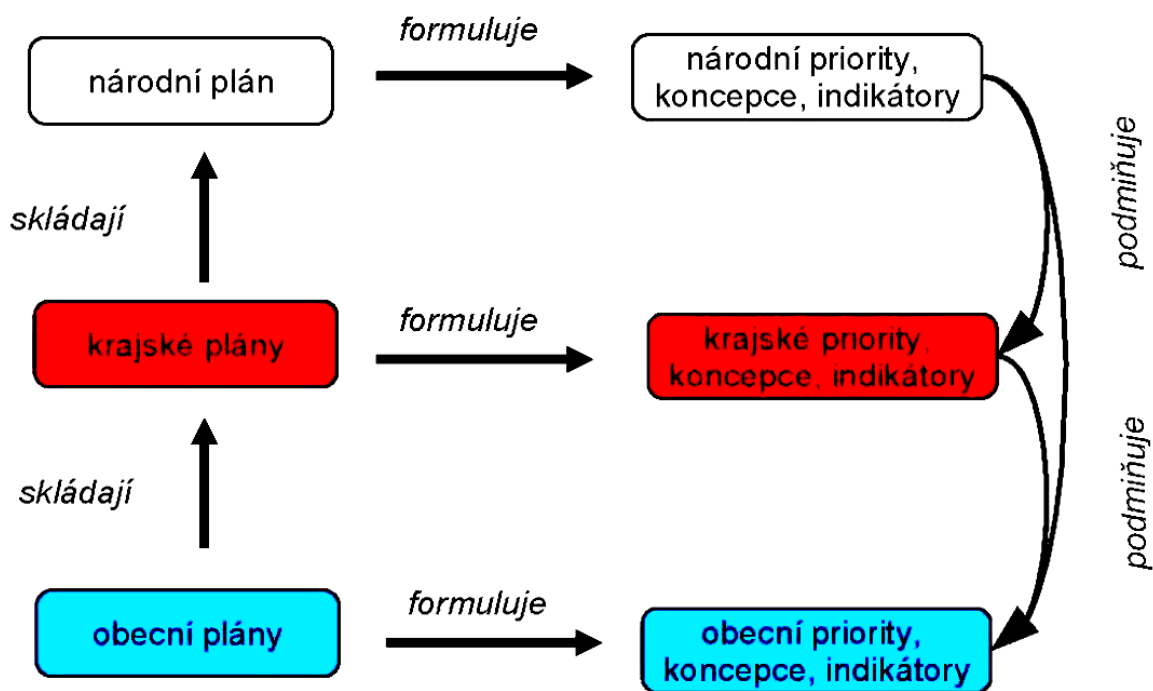 formuluje
národní plán
národní priority,
koncepce, indikátory
podmiňuje
skládají
krajské plány
formuluje
krajské priority,
koncepce, indikátory
podmiňuje
skládají
obecní plány
formuluje
obecní priority,
koncepce, indikátory